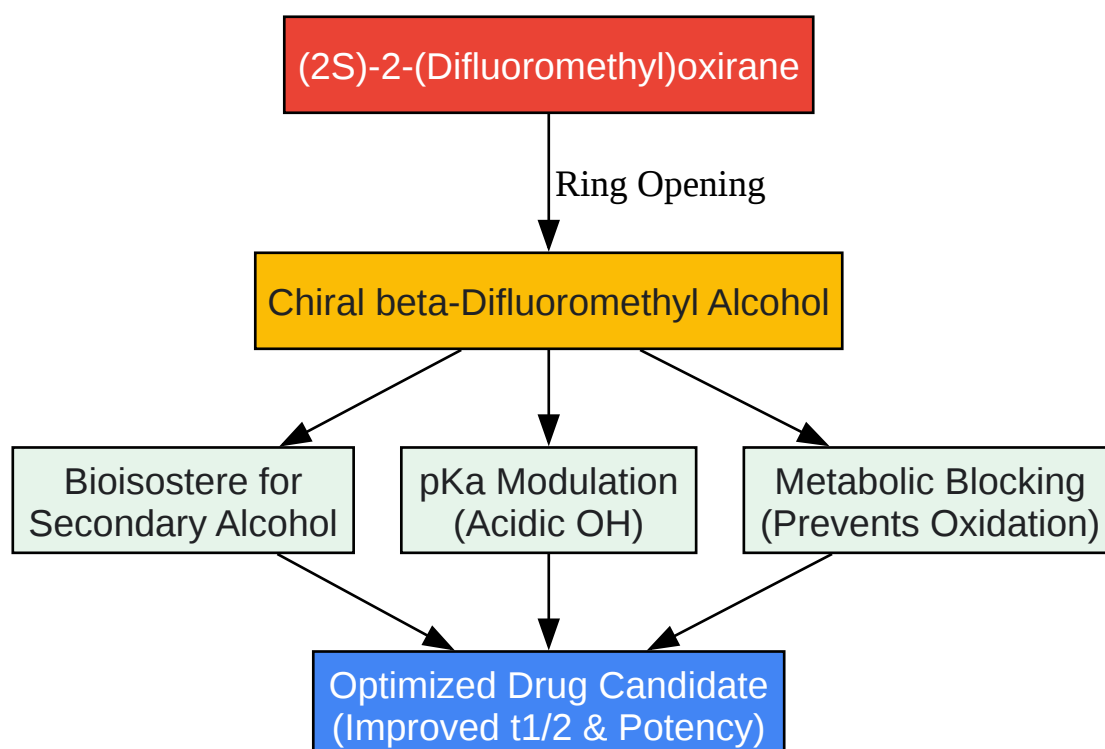 (2S)-2-(Difluoromethyl)oxirane
Ring Opening
Chiral beta-Difluoromethyl Alcohol
Bioisostere for
Secondary Alcohol
pKa Modulation
(Acidic OH)
Metabolic Blocking
(Prevents Oxidation)
Optimized Drug Candidate
(Improved t1/2 & Potency)